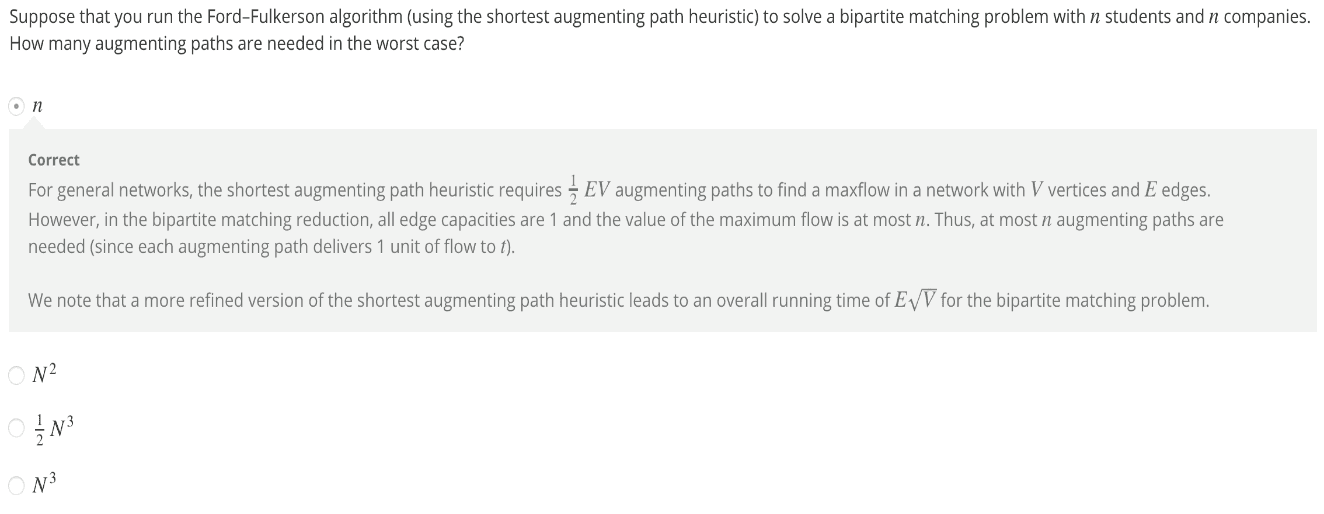 Suppose that you run the Ford–Fulkerson algorithm (using the shortest augmenting path heuristic) to solve a bipartite matching problem with n students and n companies.
How many augmenting paths are needed in the worst case?
n
Correct
For general networks, the shortest augmenting path heuristic requires ½ EV augmenting paths to find a maxflow in a network with V vertices and E edges.
However, in the bipartite matching reduction, all edge capacities are 1 and the value of the maximum flow is at most n. Thus, at most n augmenting paths are
needed (since each augmenting path delivers 1 unit of flow to t).
We note that a more refined version of the shortest augmenting path heuristic leads to an overall running time of E√V for the bipartite matching problem.
N²
½ N³
N³